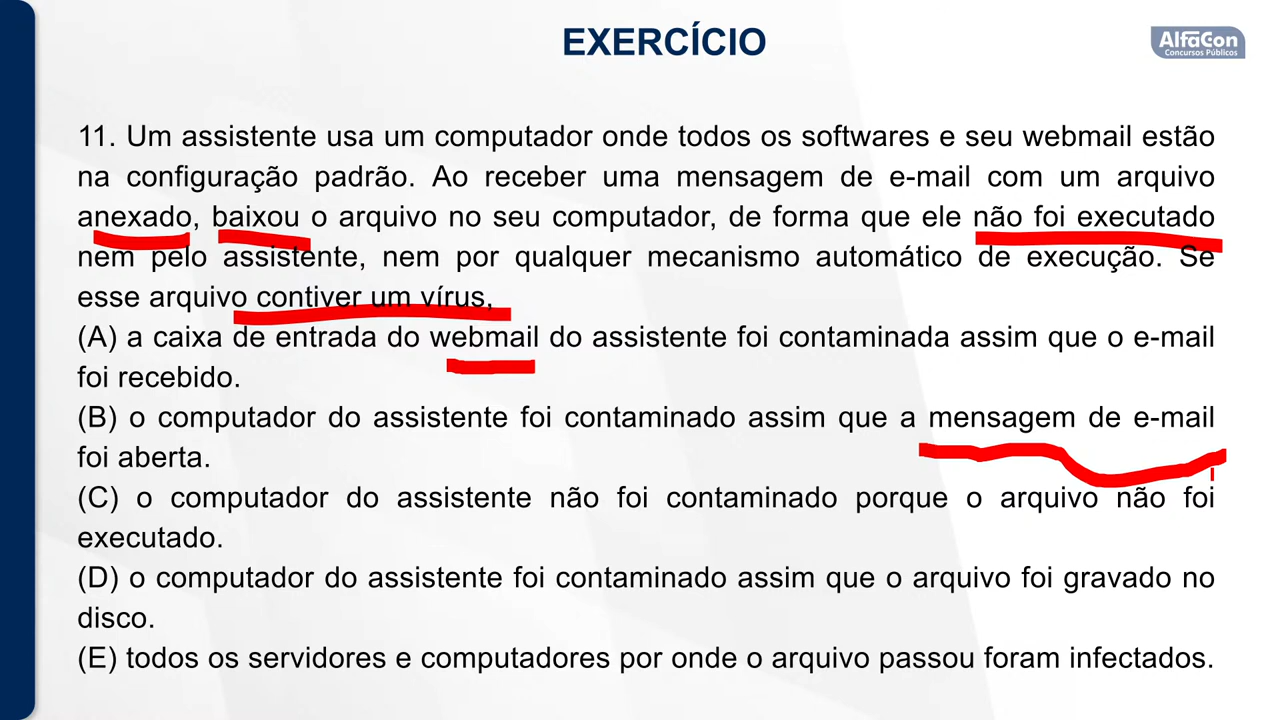 EXERCÍCIO
AlfaCon
Concursos Públicos
11. Um assistente usa um computador onde todos os softwares e seu webmail estão
na configuração padrão. Ao receber uma mensagem de e-mail com um arquivo
anexado, baixou o arquivo no seu computador, de forma que ele não foi executado
nem pelo assistente, nem por qualquer mecanismo automático de execução. Se
esse arquivo contiver um vírus,
(A) a caixa de entrada do webmail do assistente foi contaminada assim que o e-mail
foi recebido.
(B) o computador do assistente foi contaminado assim que a mensagem de e-mail
foi aberta.
(C) o computador do assistente não foi contaminado porque o arquivo não foi
executado.
(D) o computador do assistente foi contaminado assim que o arquivo foi gravado no
disco.
(E) todos os servidores e computadores por onde o arquivo passou foram infectados.